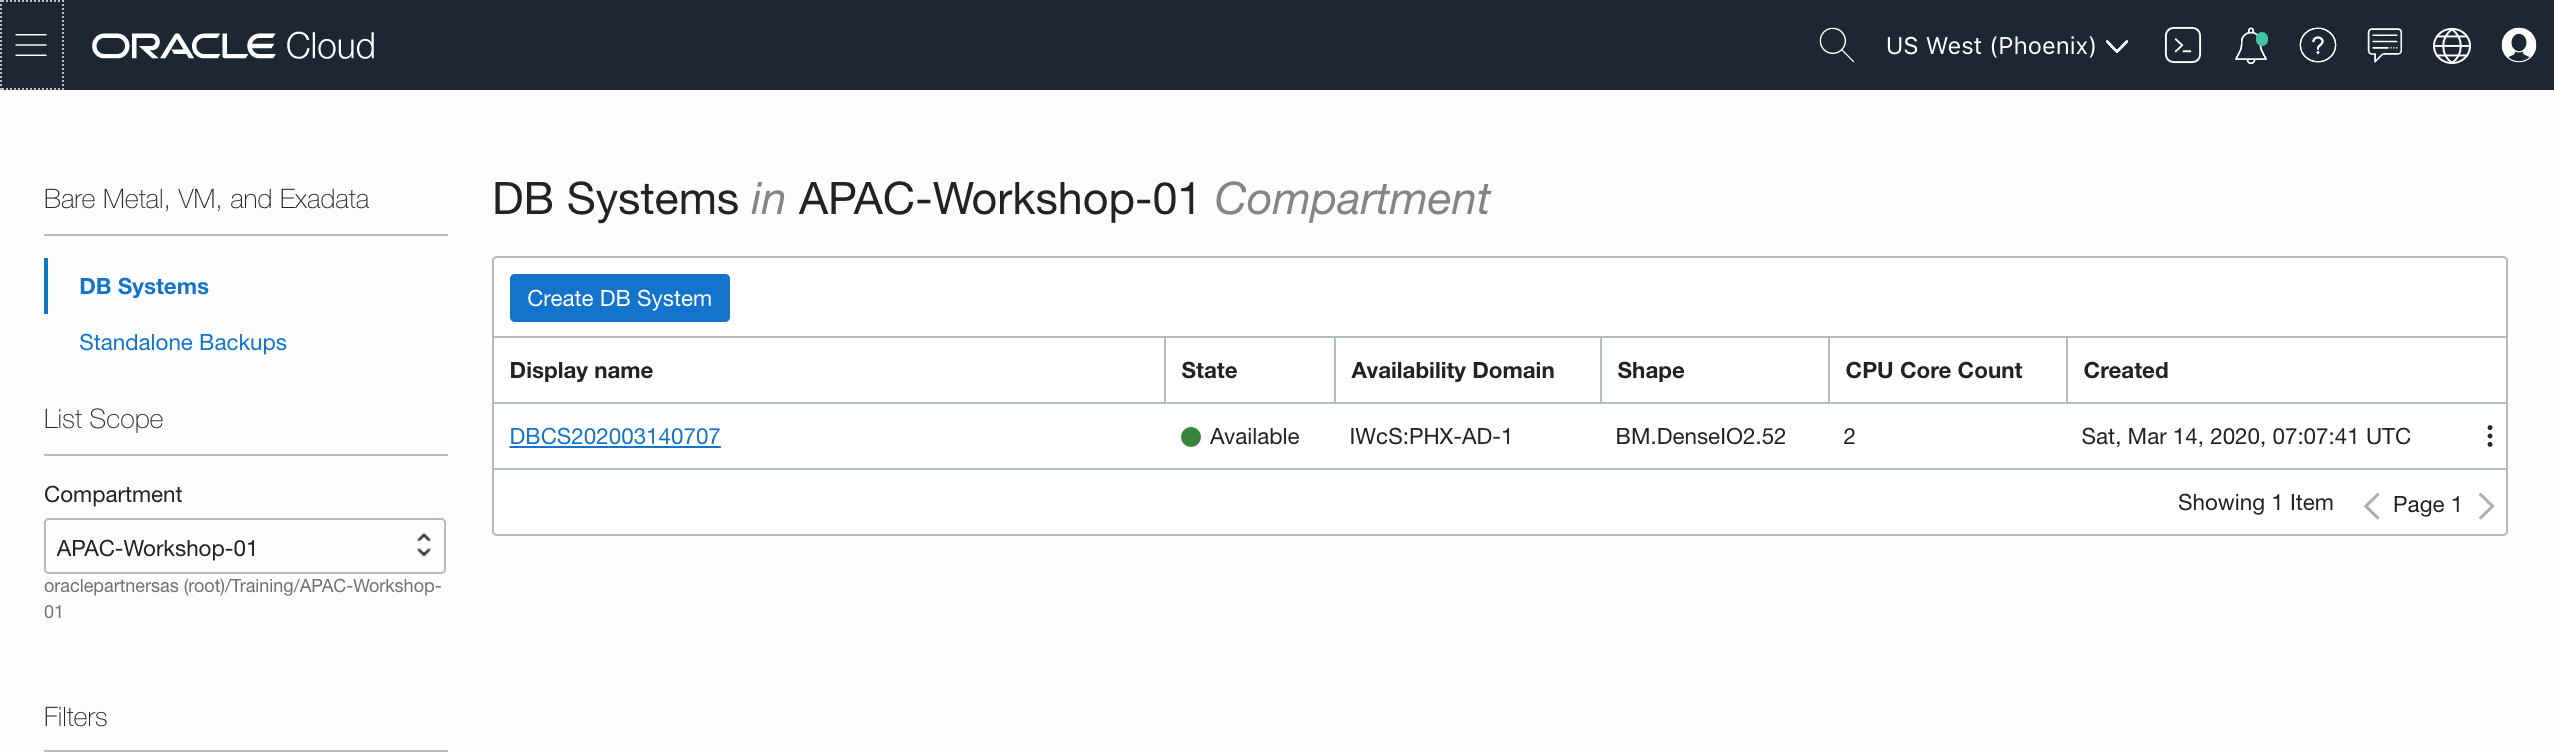 ORACLE Cloud
US West (Phoenix)
Bare Metal, VM, and Exadata
DB Systems
Standalone Backups
List Scope
Compartment
APAC-Workshop-01
oraclepartnersas (root)/Training/APAC-Workshop-
01
Filters
DB Systems in APAC-Workshop-01 Compartment
Create DB System
Display name State Availability Domain Shape CPU Core Count Created
DBCS202003140707 Available IWcS:PHX-AD-1 BM.DenseIO2.52 2 Sat, Mar 14, 2020, 07:07:41 UTC
Showing 1 Item Page 1